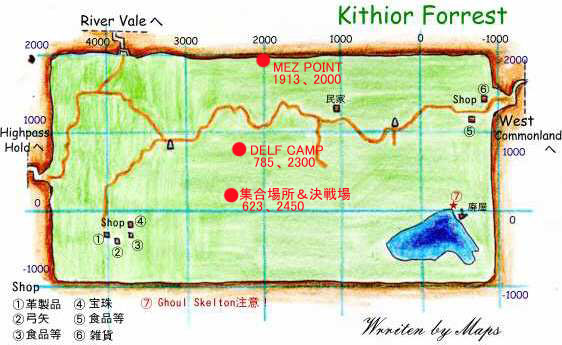 Kithior Forrest
River Vale へ
4000
3000
2000
1000
0
-1000
2000
2000
MEZ POINT
1913、2000
民家
⑥
Shop
⑤
West
Commonland
へ
Highpass
Hold へ
1000
1000
DELF CAMP
785、2300
集合場所&決戦場
623、2450
⑦
廃屋
0
0
Shop ④
① ② ③
-1000
-1000
Shop
①革製品 ④宝珠 ⑦ Ghoul Skelton注意!
②弓矢 ⑤食品等
③食品等 ⑥雑貨
Wrriten by Maps